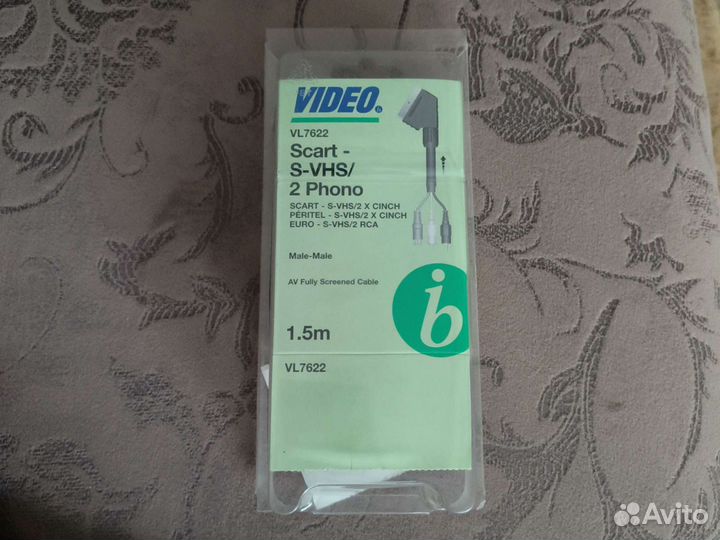 VIDEO
VL7622
Scart -
S-VHS/
2 Phono
SCART - S-VHS/2 X CINCH
PÉRITEL - S-VHS/2 X CINCH
EURO - S-VHS/2 RCA
Male-Male
AV Fully Screened Cable
1.5m
ib
VL7622
Avito